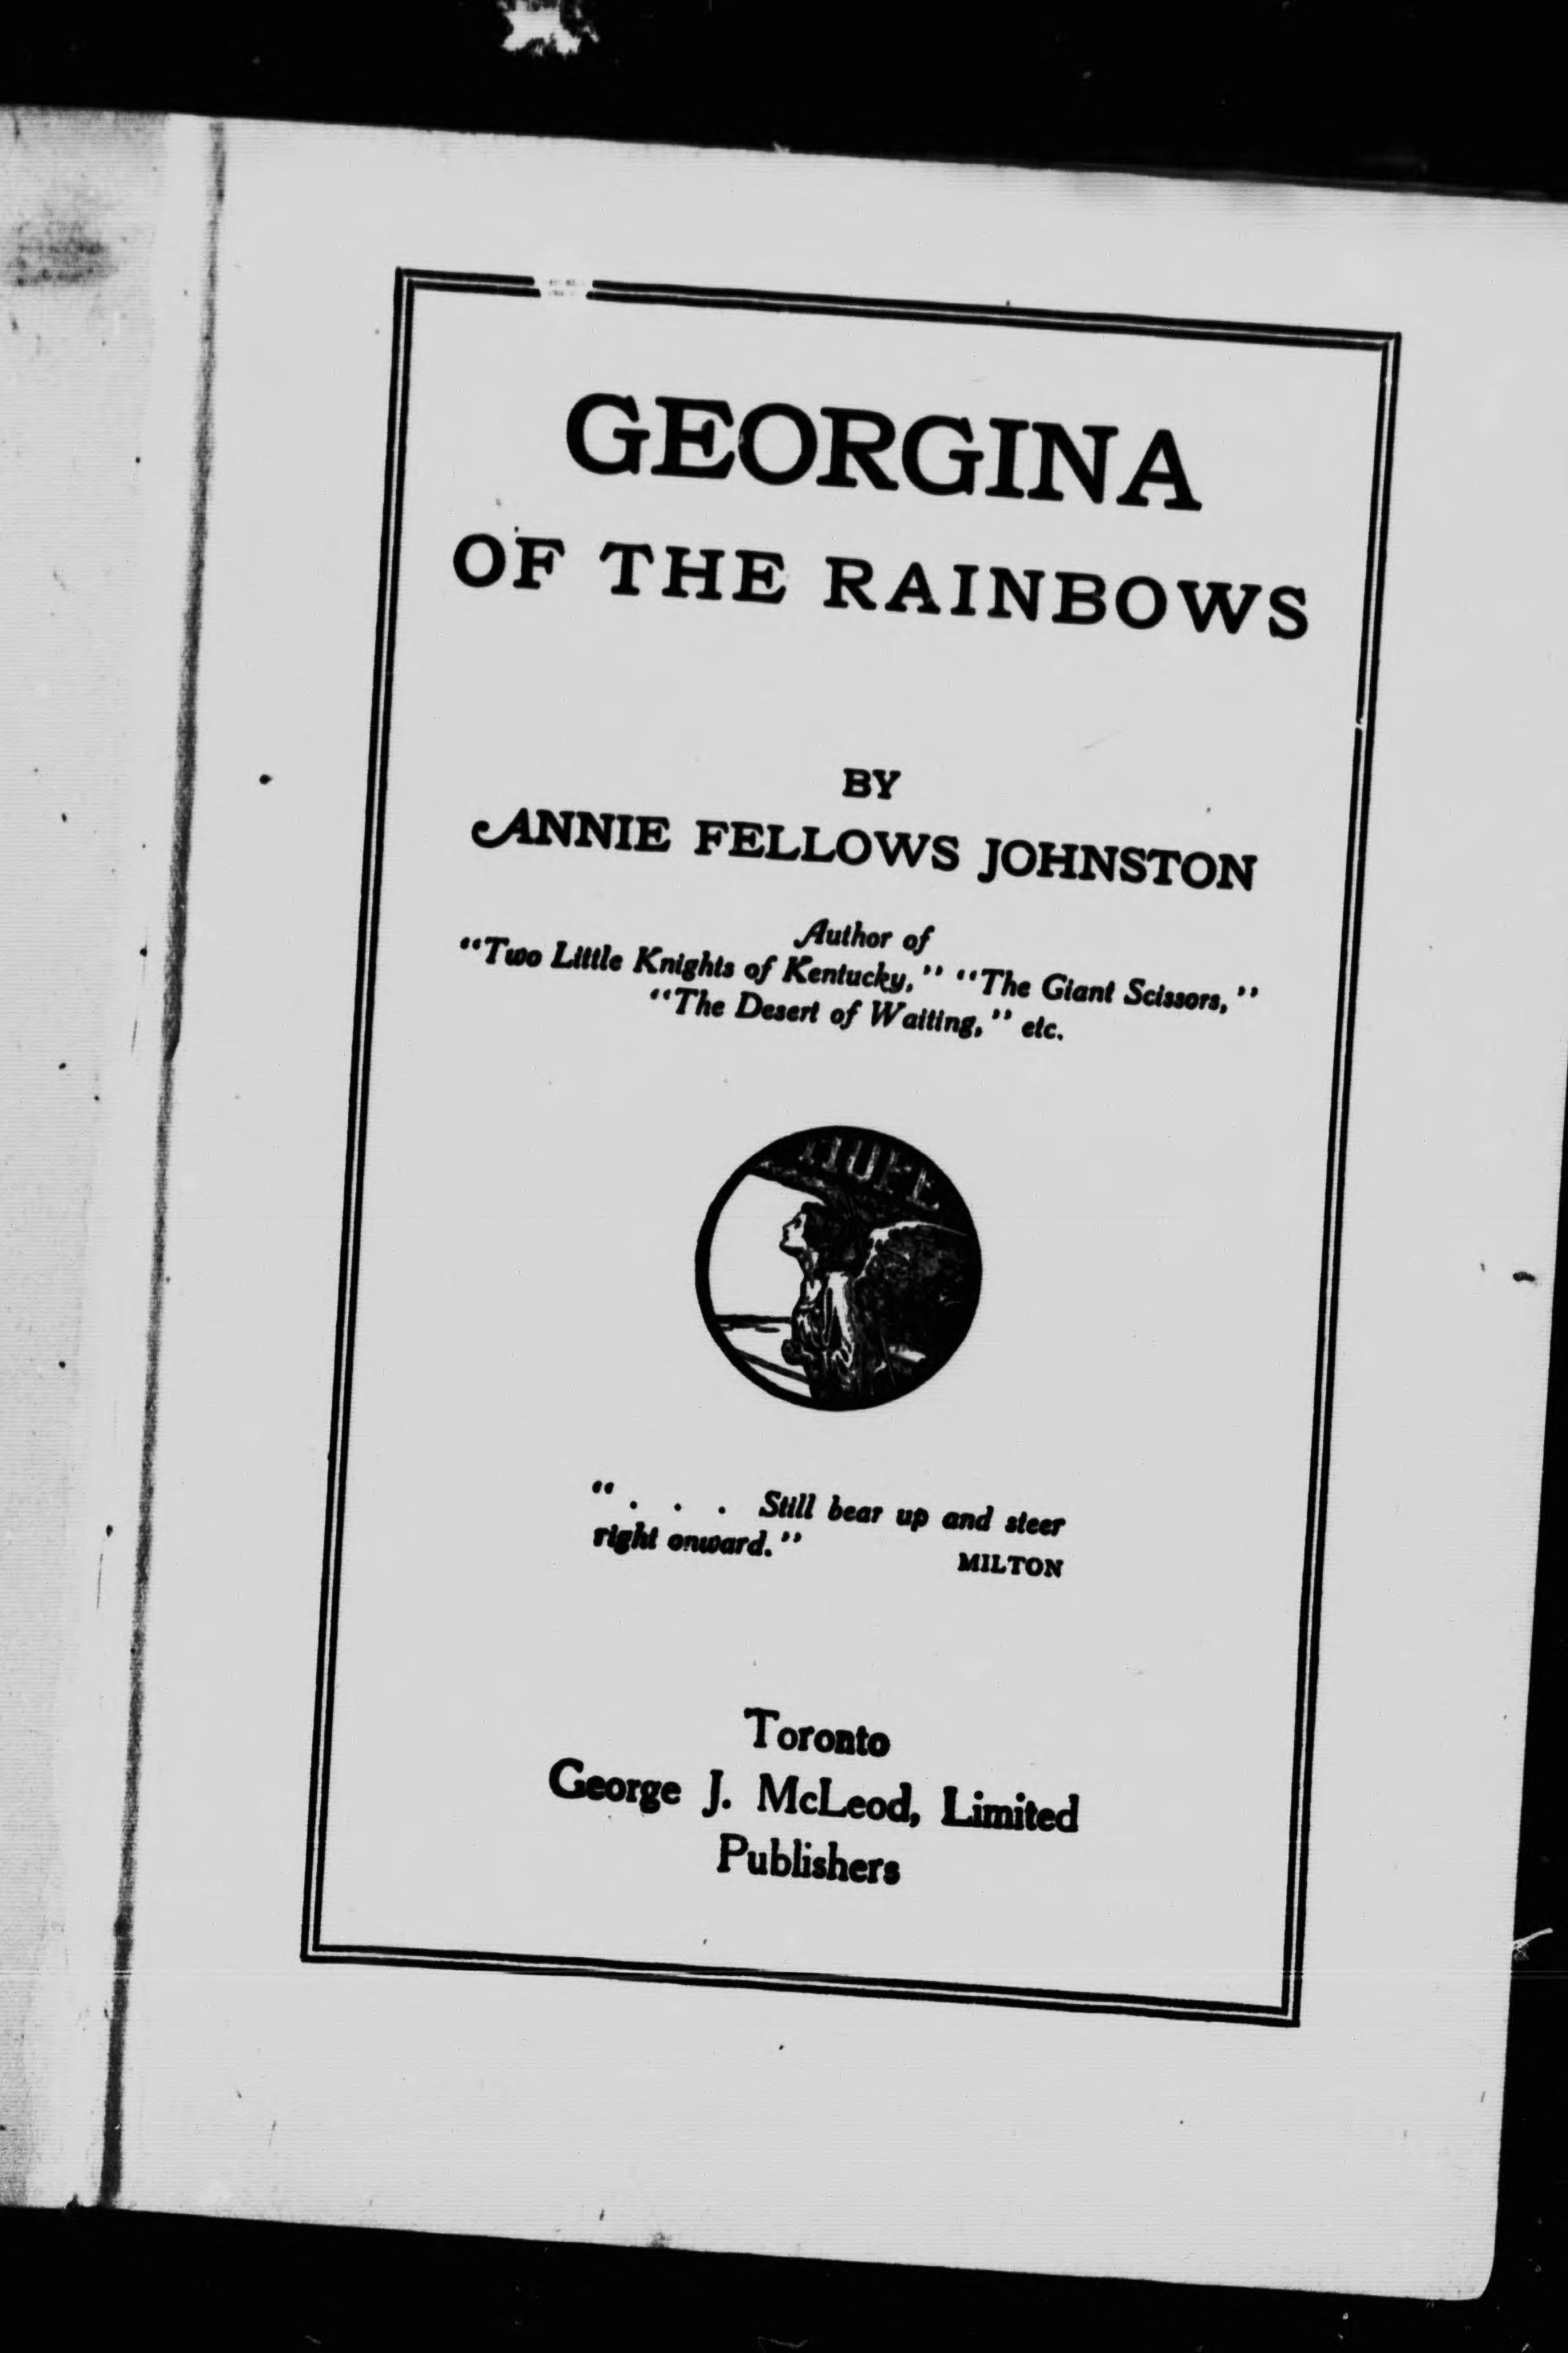 GEORGINA
OF THE RAINBOWS
BY
ANNIE FELLOWS JOHNSTON
Author of
“Two Little Knights of Kentucky,” “The Giant Scissors,”
“The Desert of Waiting,” etc.
HOPE
“ . . . Still bear up and steer
right onward.”
MILTON
Toronto
George J. McLeod, Limited
Publishers